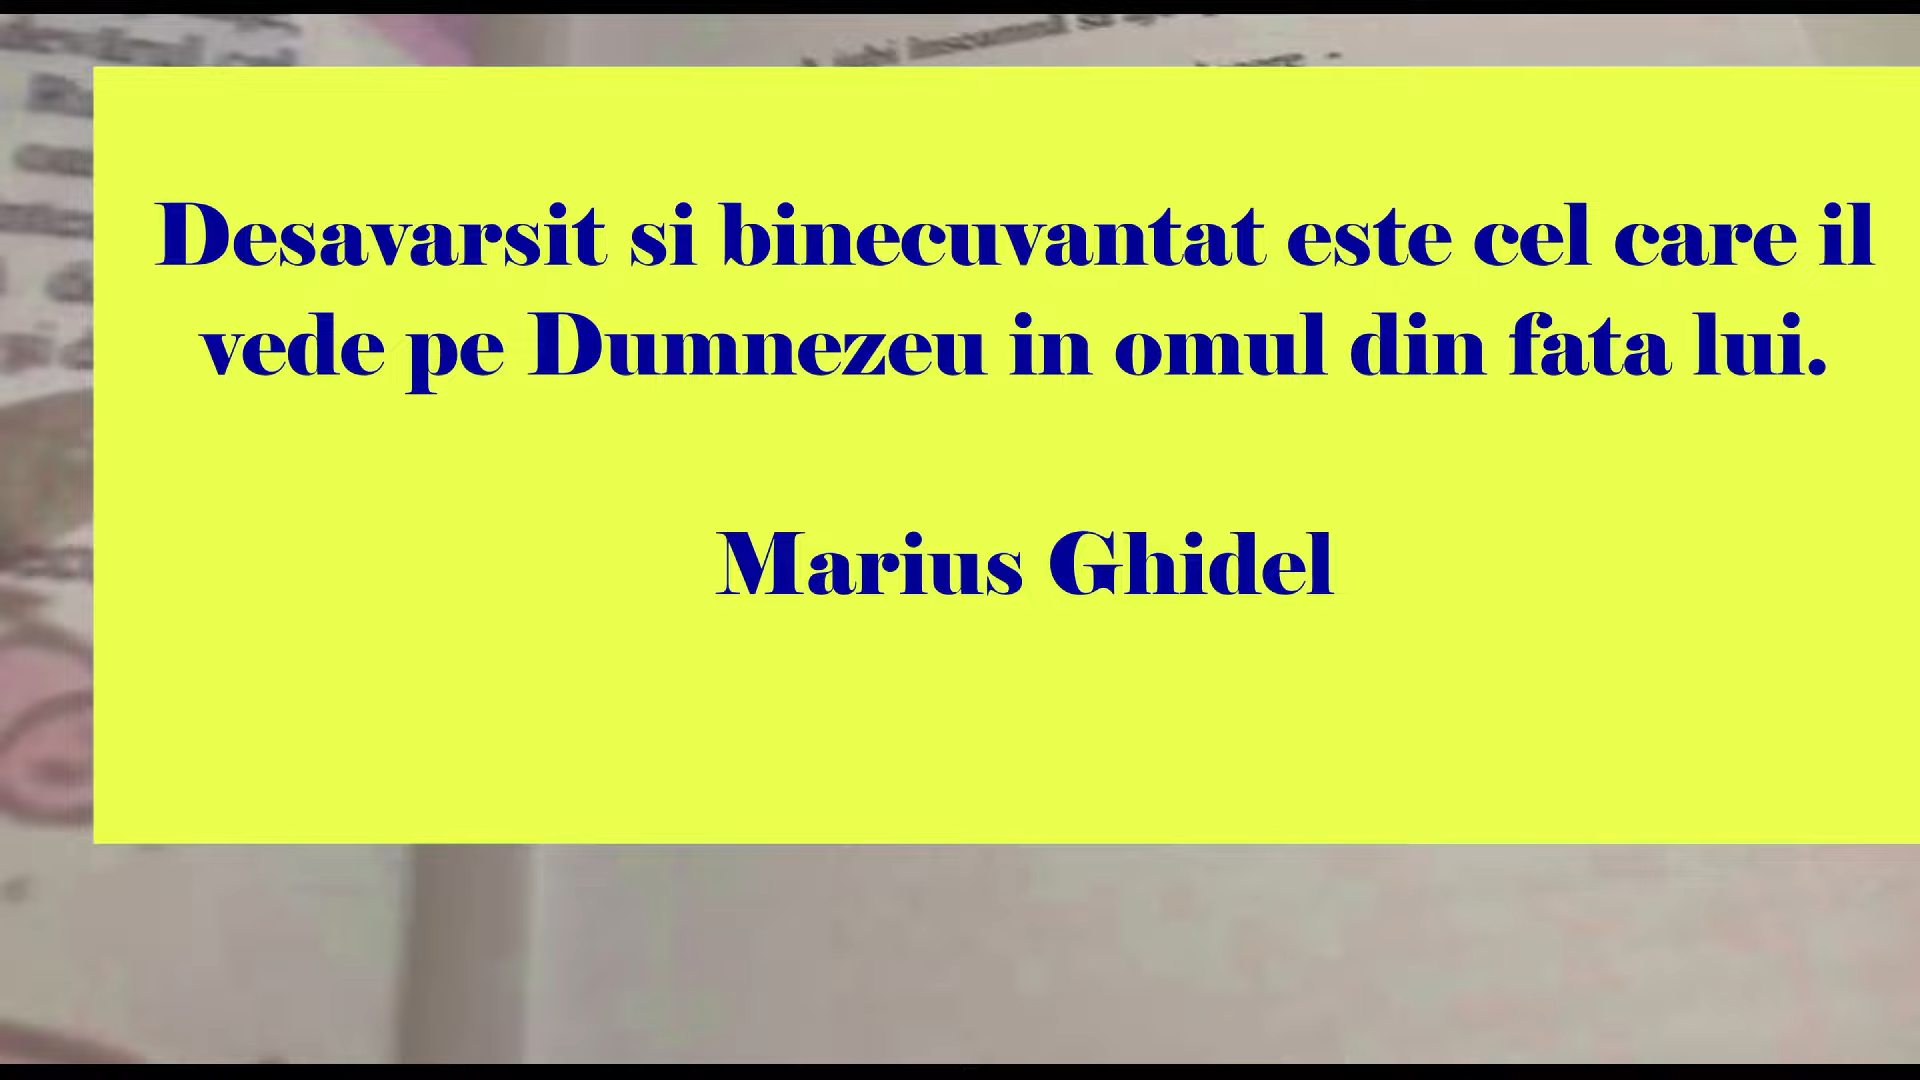 Desavarsit si binecuvantat este cel care il
vede pe Dumnezeu in omul din fata lui.
Marius Ghidel